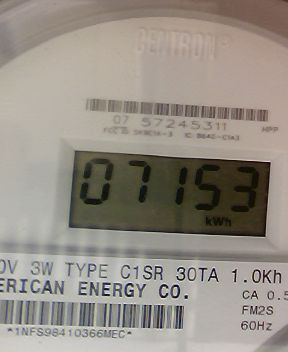 CENTRON
07 57245311
HPP
07153
kWh
0V 3W TYPE C1SR 30TA 1.0Kh
ERICAN ENERGY CO.
CA 0.5
FM2S
60Hz
*1NFS98410366MEC*